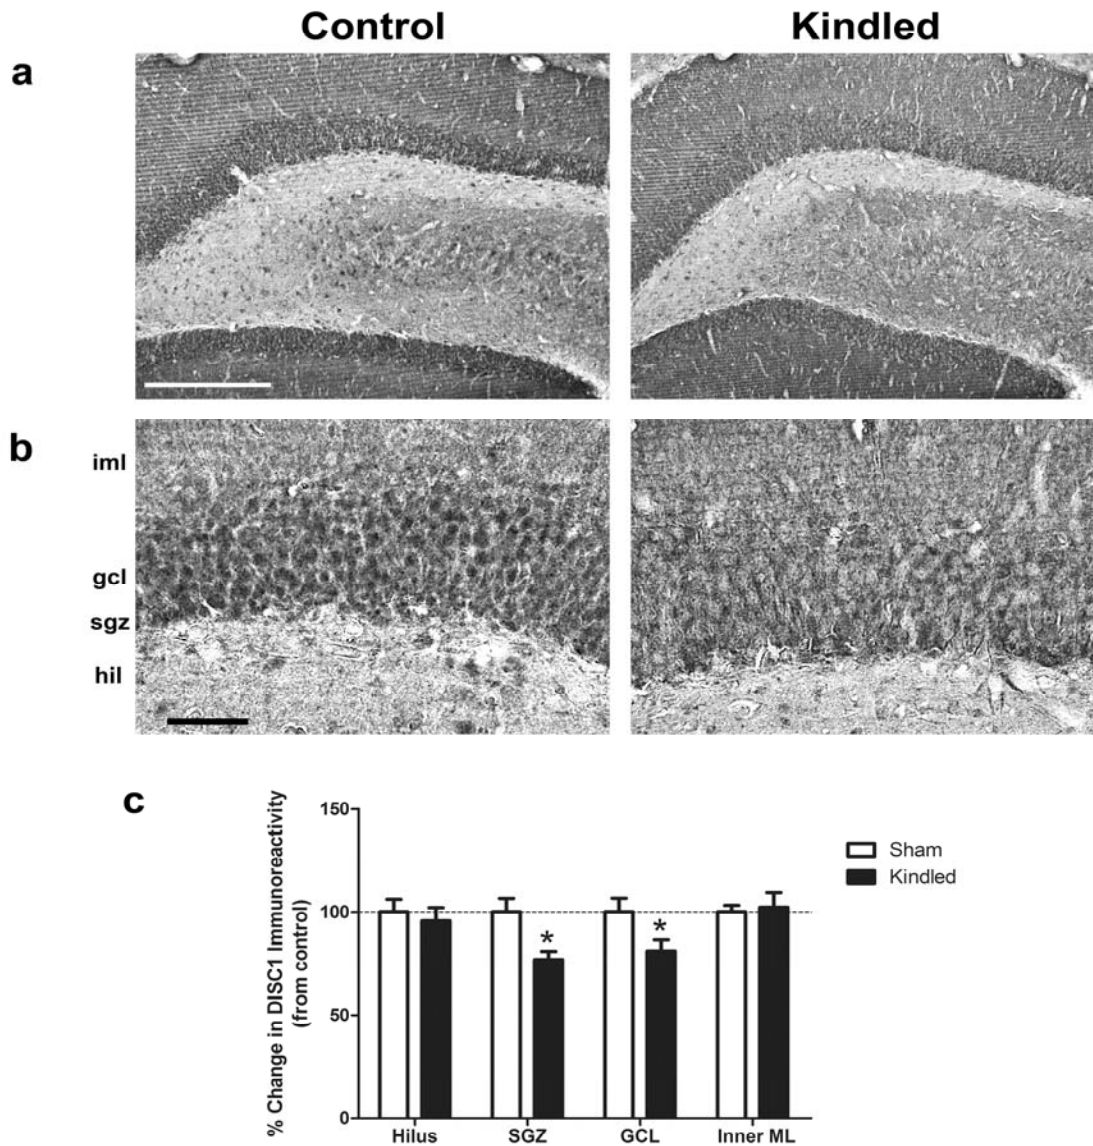 Control Kindled
a
b
iml
gcl
sgz
hil
c
% Change in DISC1 Immunoreactivity
(from control)
150
100
50
0
* *
Hilus SGZ GCL Inner ML
Sham
Kindled